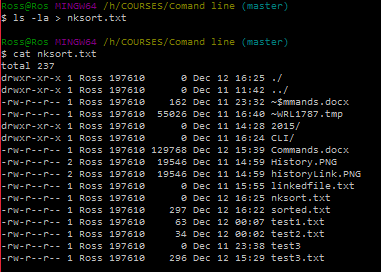 Ross@Ros MINGW64 /h/COURSES/Comand line (master)
$ ls -la > nksort.txt
Ross@Ros MINGW64 /h/COURSES/Comand line (master)
$ cat nksort.txt
total 237
drwxr-xr-x 1 Ross 197610 0 Dec 12 16:25 ./
drwxr-xr-x 1 Ross 197610 0 Dec 11 11:42 ../
-rw-r--r-- 1 Ross 197610 162 Dec 11 23:32 ~$mmands.docx
-rw-r--r-- 1 Ross 197610 55026 Dec 11 16:40 ~WRL1787.tmp
drwxr-xr-x 1 Ross 197610 0 Dec 11 14:28 2015/
drwxr-xr-x 1 Ross 197610 0 Dec 11 16:24 CLI/
-rw-r--r-- 1 Ross 197610 129768 Dec 12 15:39 Commands.docx
-rw-r--r-- 2 Ross 197610 19546 Dec 11 14:59 History.PNG
-rw-r--r-- 2 Ross 197610 19546 Dec 11 14:59 historyLink.PNG
-rw-r--r-- 1 Ross 197610 0 Dec 11 15:55 linkedfile.txt
-rw-r--r-- 1 Ross 197610 0 Dec 12 16:25 nksort.txt
-rw-r--r-- 1 Ross 197610 297 Dec 12 16:22 sorted.txt
-rw-r--r-- 1 Ross 197610 63 Dec 12 00:07 test1.txt
-rw-r--r-- 1 Ross 197610 34 Dec 12 00:02 test2.txt
-rw-r--r-- 1 Ross 197610 0 Dec 11 23:38 test3
-rw-r--r-- 1 Ross 197610 296 Dec 12 15:29 test3.txt